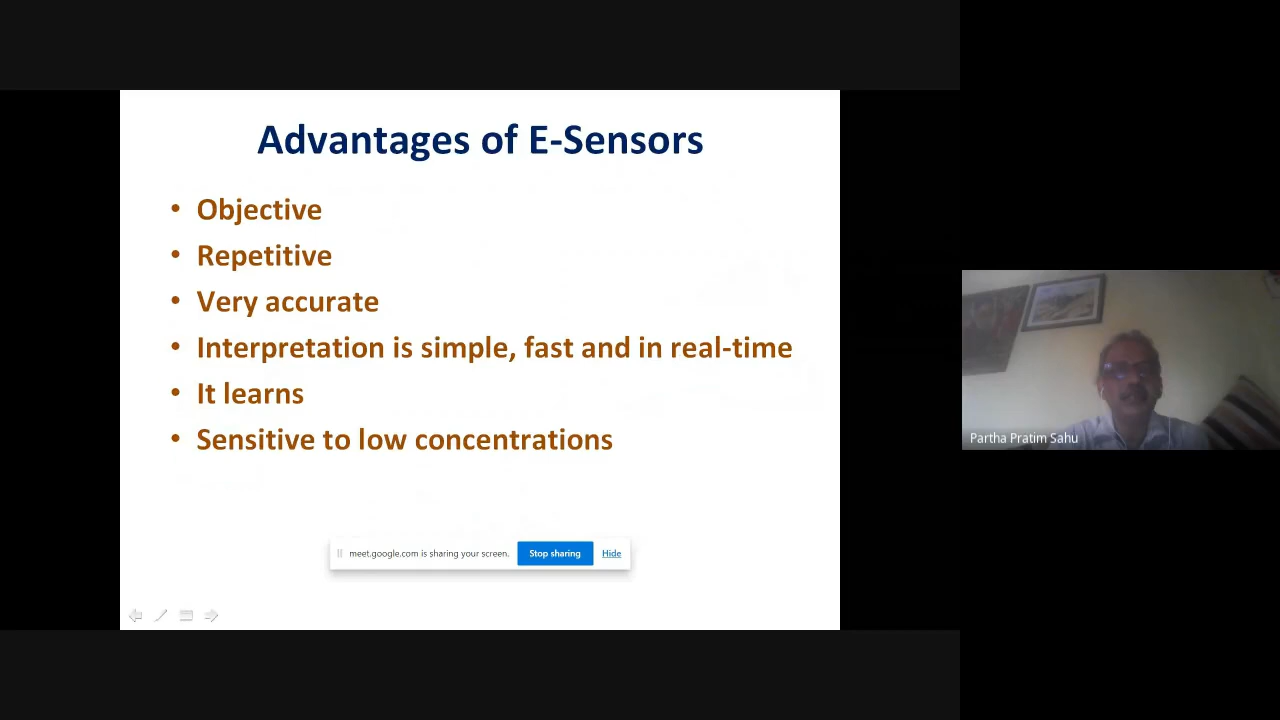 Advantages of E-Sensors
• Objective
• Repetitive
• Very accurate
• Interpretation is simple, fast and in real-time
• It learns
• Sensitive to low concentrations
Partha Pratim Sahu
meet.google.com is sharing your screen.
Stop sharing
Hide